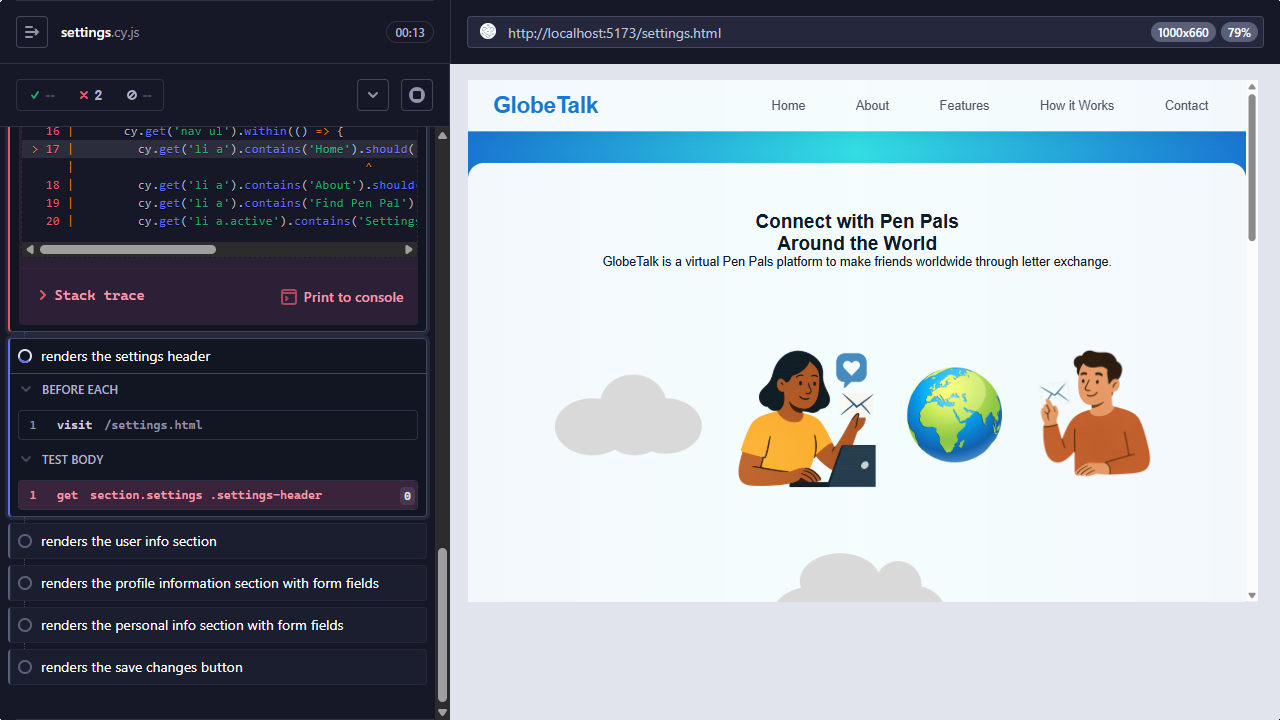 settings.cy.js
00:13
--
2
--
16 | cy.get('nav ul').within(() => {
> 17 | cy.get('li a').contains('Home').should(
| ^
18 | cy.get('li a').contains('About').should(
19 | cy.get('li a').contains('Find Pen Pal')
20 | cy.get('li a.active').contains('Settings
Stack trace
Print to console
renders the settings header
BEFORE EACH
1 visit /settings.html
TEST BODY
1 get section.settings .settings-header 0
renders the user info section
renders the profile information section with form fields
renders the personal info section with form fields
renders the save changes button
http://localhost:5173/settings.html
1000x660
79%
GlobeTalk
Home About Features How it Works Contact
Connect with Pen Pals
Around the World
GlobeTalk is a virtual Pen Pals platform to make friends worldwide through letter exchange.